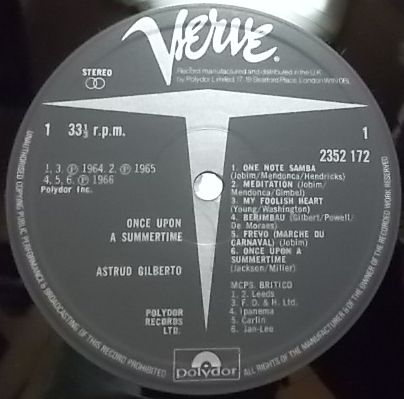 Verve.
Record manufactured and distributed in the U.K.
by Polydor Limited, 17-19 Stratford Place, London W1N 0BL
STEREO
1 33⅓ r.p.m.
1
2352 172
1, 3. Ⓟ 1964. 2. Ⓟ 1965
4, 5, 6. Ⓟ 1966
Polydor Inc.
ONCE UPON
A SUMMERTIME
ASTRUD GILBERTO
POLYDOR
RECORDS
LTD.
1. ONE NOTE SAMBA
(Jobim/Mendonca/Hendricks)
2. MEDITATION (Jobim/
Mendonca/Gimbel)
3. MY FOOLISH HEART
(Young/Washington)
4. BERIMBAU (Gilbert/Powell/
De Moraes)
5. FREVO (MARCHE DU
CARNAVAL) (Jobim)
6. ONCE UPON A
SUMMERTIME
(Jackson/Miller)
MCPS. BRITICO
1. 2. Leeds
3. F. D. & H. Ltd.
4. Ipanema
5. Carlin
6. Jan-Lee
polydor
ALL RIGHTS OF THE MANUFACTURER & OF THE OWNER OF THE RECORDED WORK RESERVED
UNAUTHORISED COPYING PUBLIC PERFORMANCE & BROADCASTING OF THIS RECORD PROHIBITED